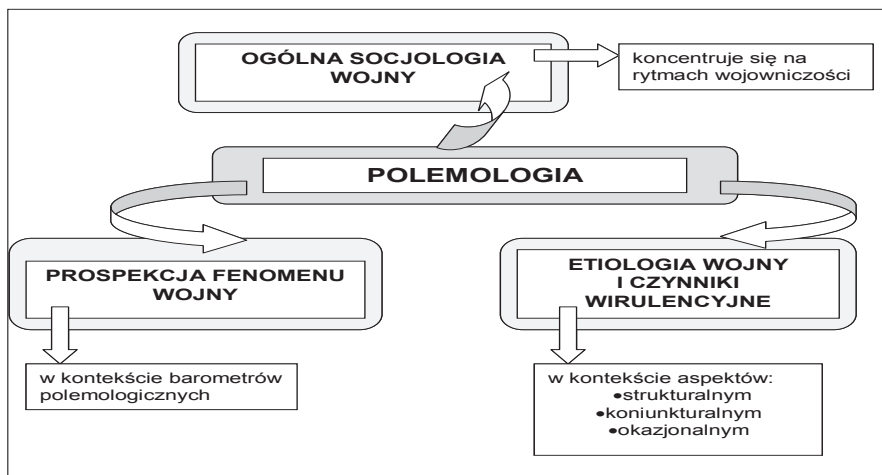 OGÓLNA SOCJOLOGIA
WOJNY
koncentruje się na
rytmach wojowniczości
POLEMOLOGIA
PROSPEKCJA FENOMENU
WOJNY
ETIOLOGIA WOJNY
I CZYNNIKI
WIRULENCYJNE
w kontekście barometrów
polemologicznych
w kontekście aspektów:
•strukturalnym
•koniunkturalnym
•okazjonalnym